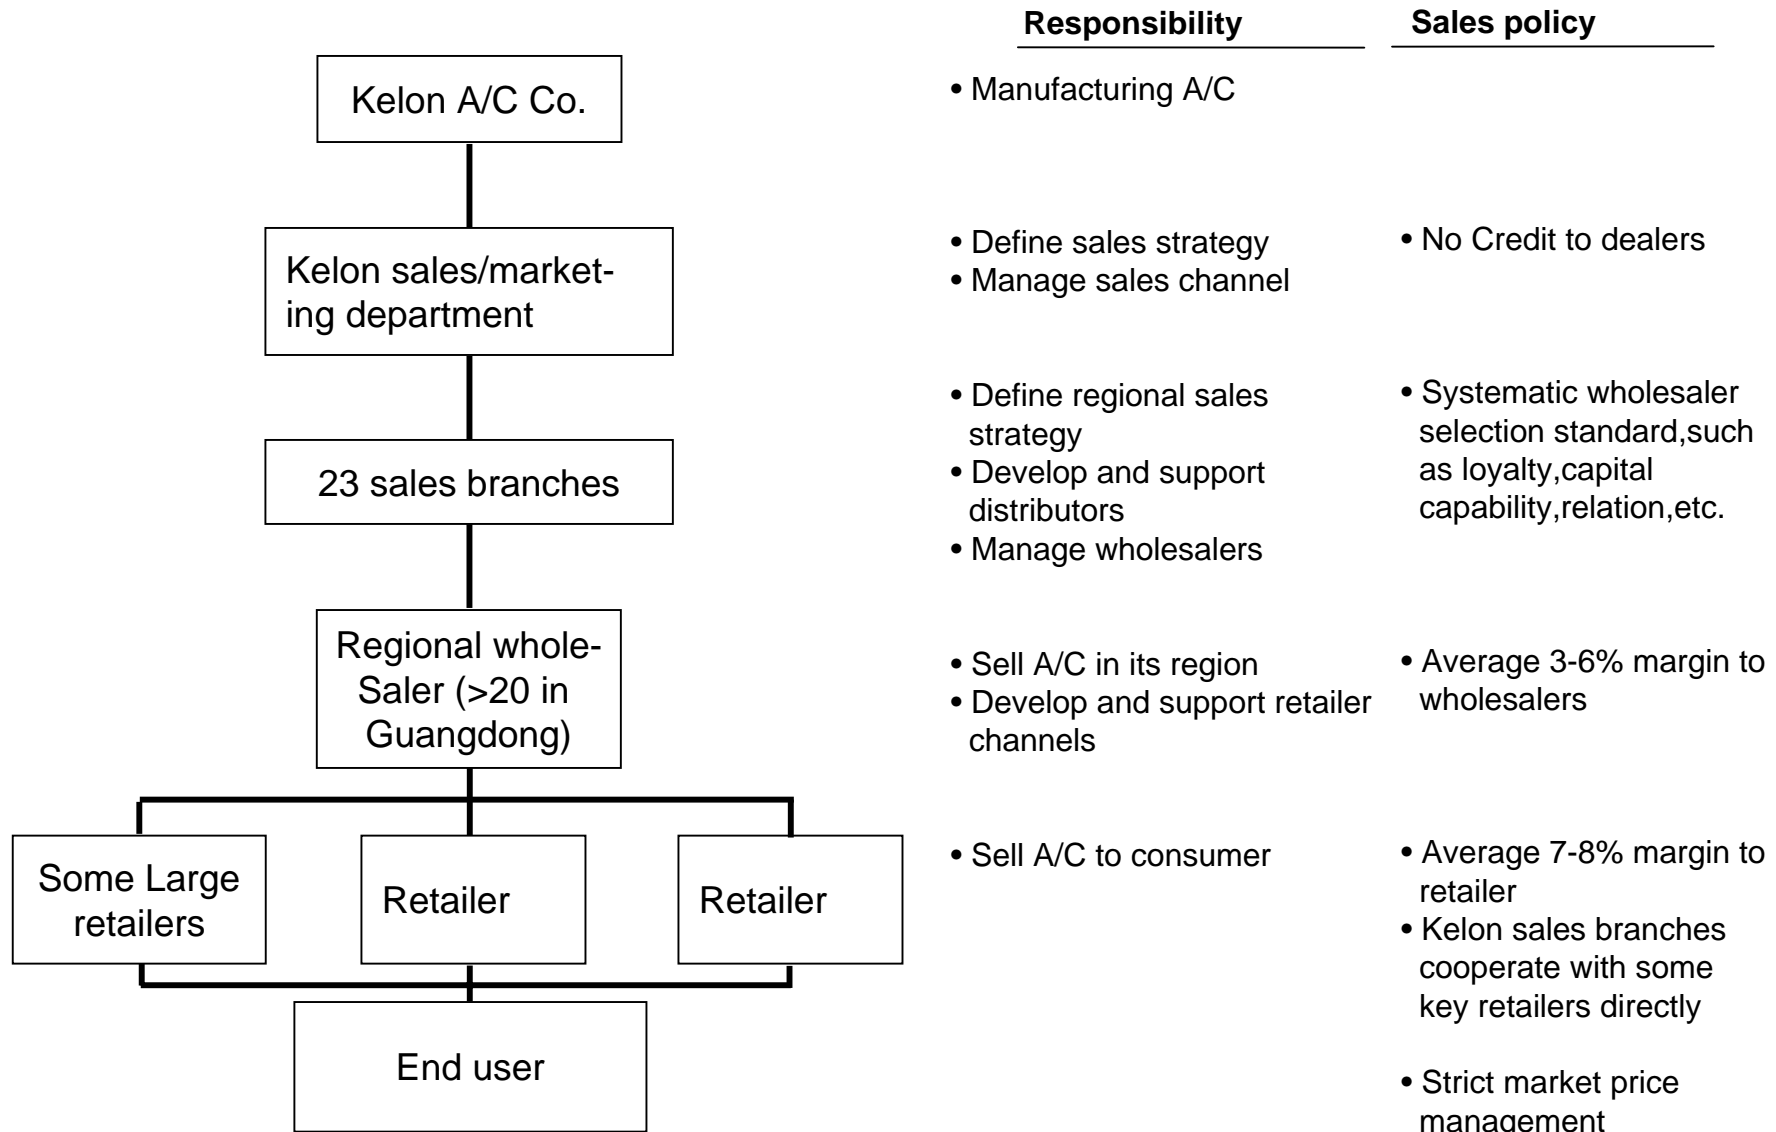 Responsibility
Sales policy
Kelon A/C Co.
• Manufacturing A/C
Kelon sales/market-
ing department
• Define sales strategy
• Manage sales channel
• No Credit to dealers
23 sales branches
• Define regional sales
strategy
• Develop and support
distributors
• Manage wholesalers
• Systematic wholesaler
selection standard,such
as loyalty,capital
capability,relation,etc.
Regional whole-
Saler (>20 in
Guangdong)
• Sell A/C in its region
• Develop and support retailer
channels
• Average 3-6% margin to
wholesalers
Some Large
retailers
Retailer
Retailer
• Sell A/C to consumer
• Average 7-8% margin to
retailer
• Kelon sales branches
cooperate with some
key retailers directly
End user
• Strict market price
management